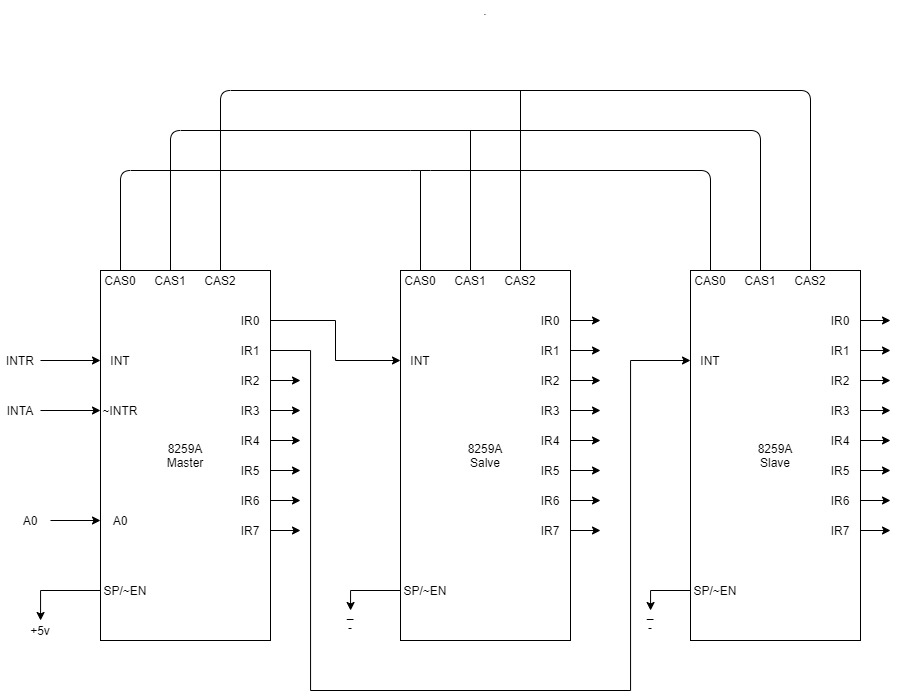 CAS0 CAS1 CAS2 CAS0 CAS1 CAS2 CAS0 CAS1 CAS2
IR0 IR0 IR0
IR1 IR1 IR1
INTR INT INT INT
IR2 IR2 IR2
INTA ~INTR IR3 IR3 IR3
IR4 IR4 IR4
8259A 8259A 8259A
Master Salve Slave
IR5 IR5 IR5
IR6 IR6 IR6
A0 A0
IR7 IR7 IR7
SP/~EN SP/~EN SP/~EN
+5v